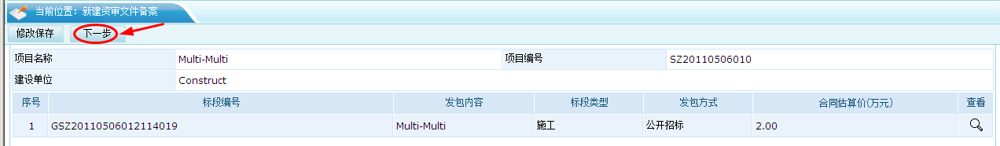 当前位置：新建资审文件备案
修改保存 下一步
项目名称 Multi-Multi 项目编号 SZ20110506010
建设单位 Construct
序号 标段编号 发包内容 标段类型 发包方式 合同估算价(万元) 查看
1 GSZ20110506012114019 Multi-Multi 施工 公开招标 2.00